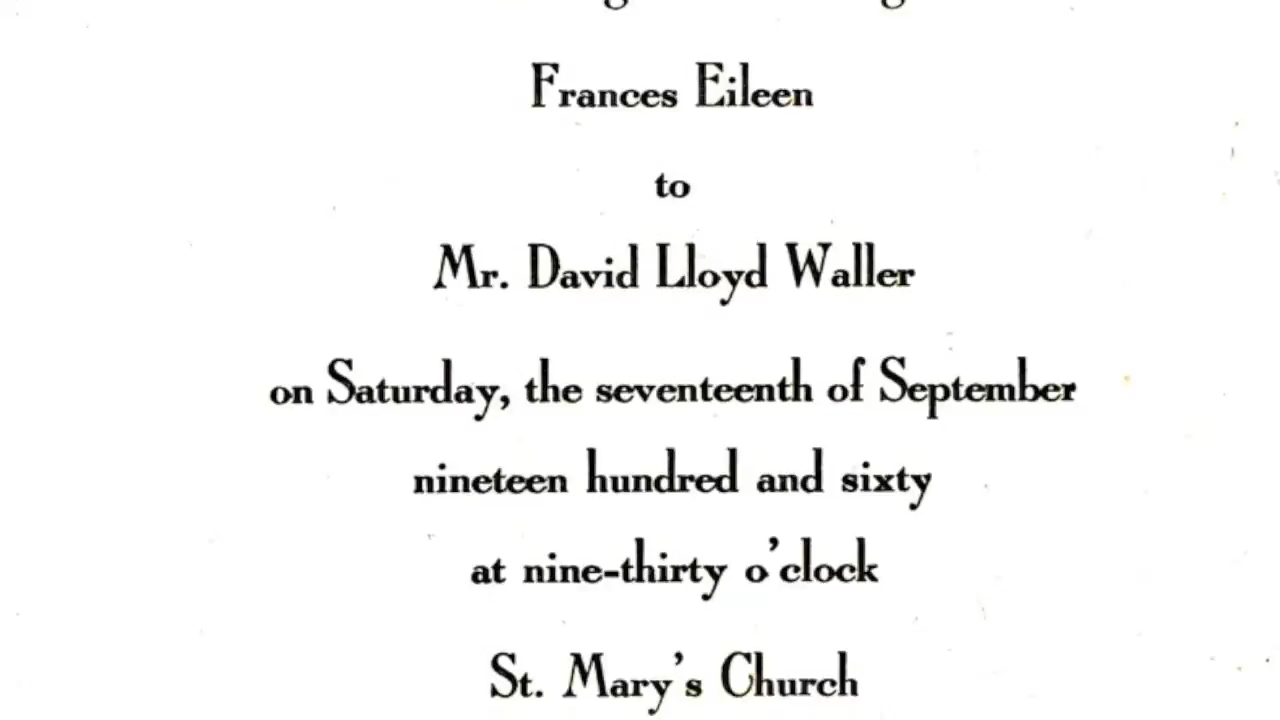 Frances Eileen
to
Mr. David Lloyd Waller
on Saturday, the seventeenth of September
nineteen hundred and sixty
at nine-thirty o'clock
St. Mary's Church